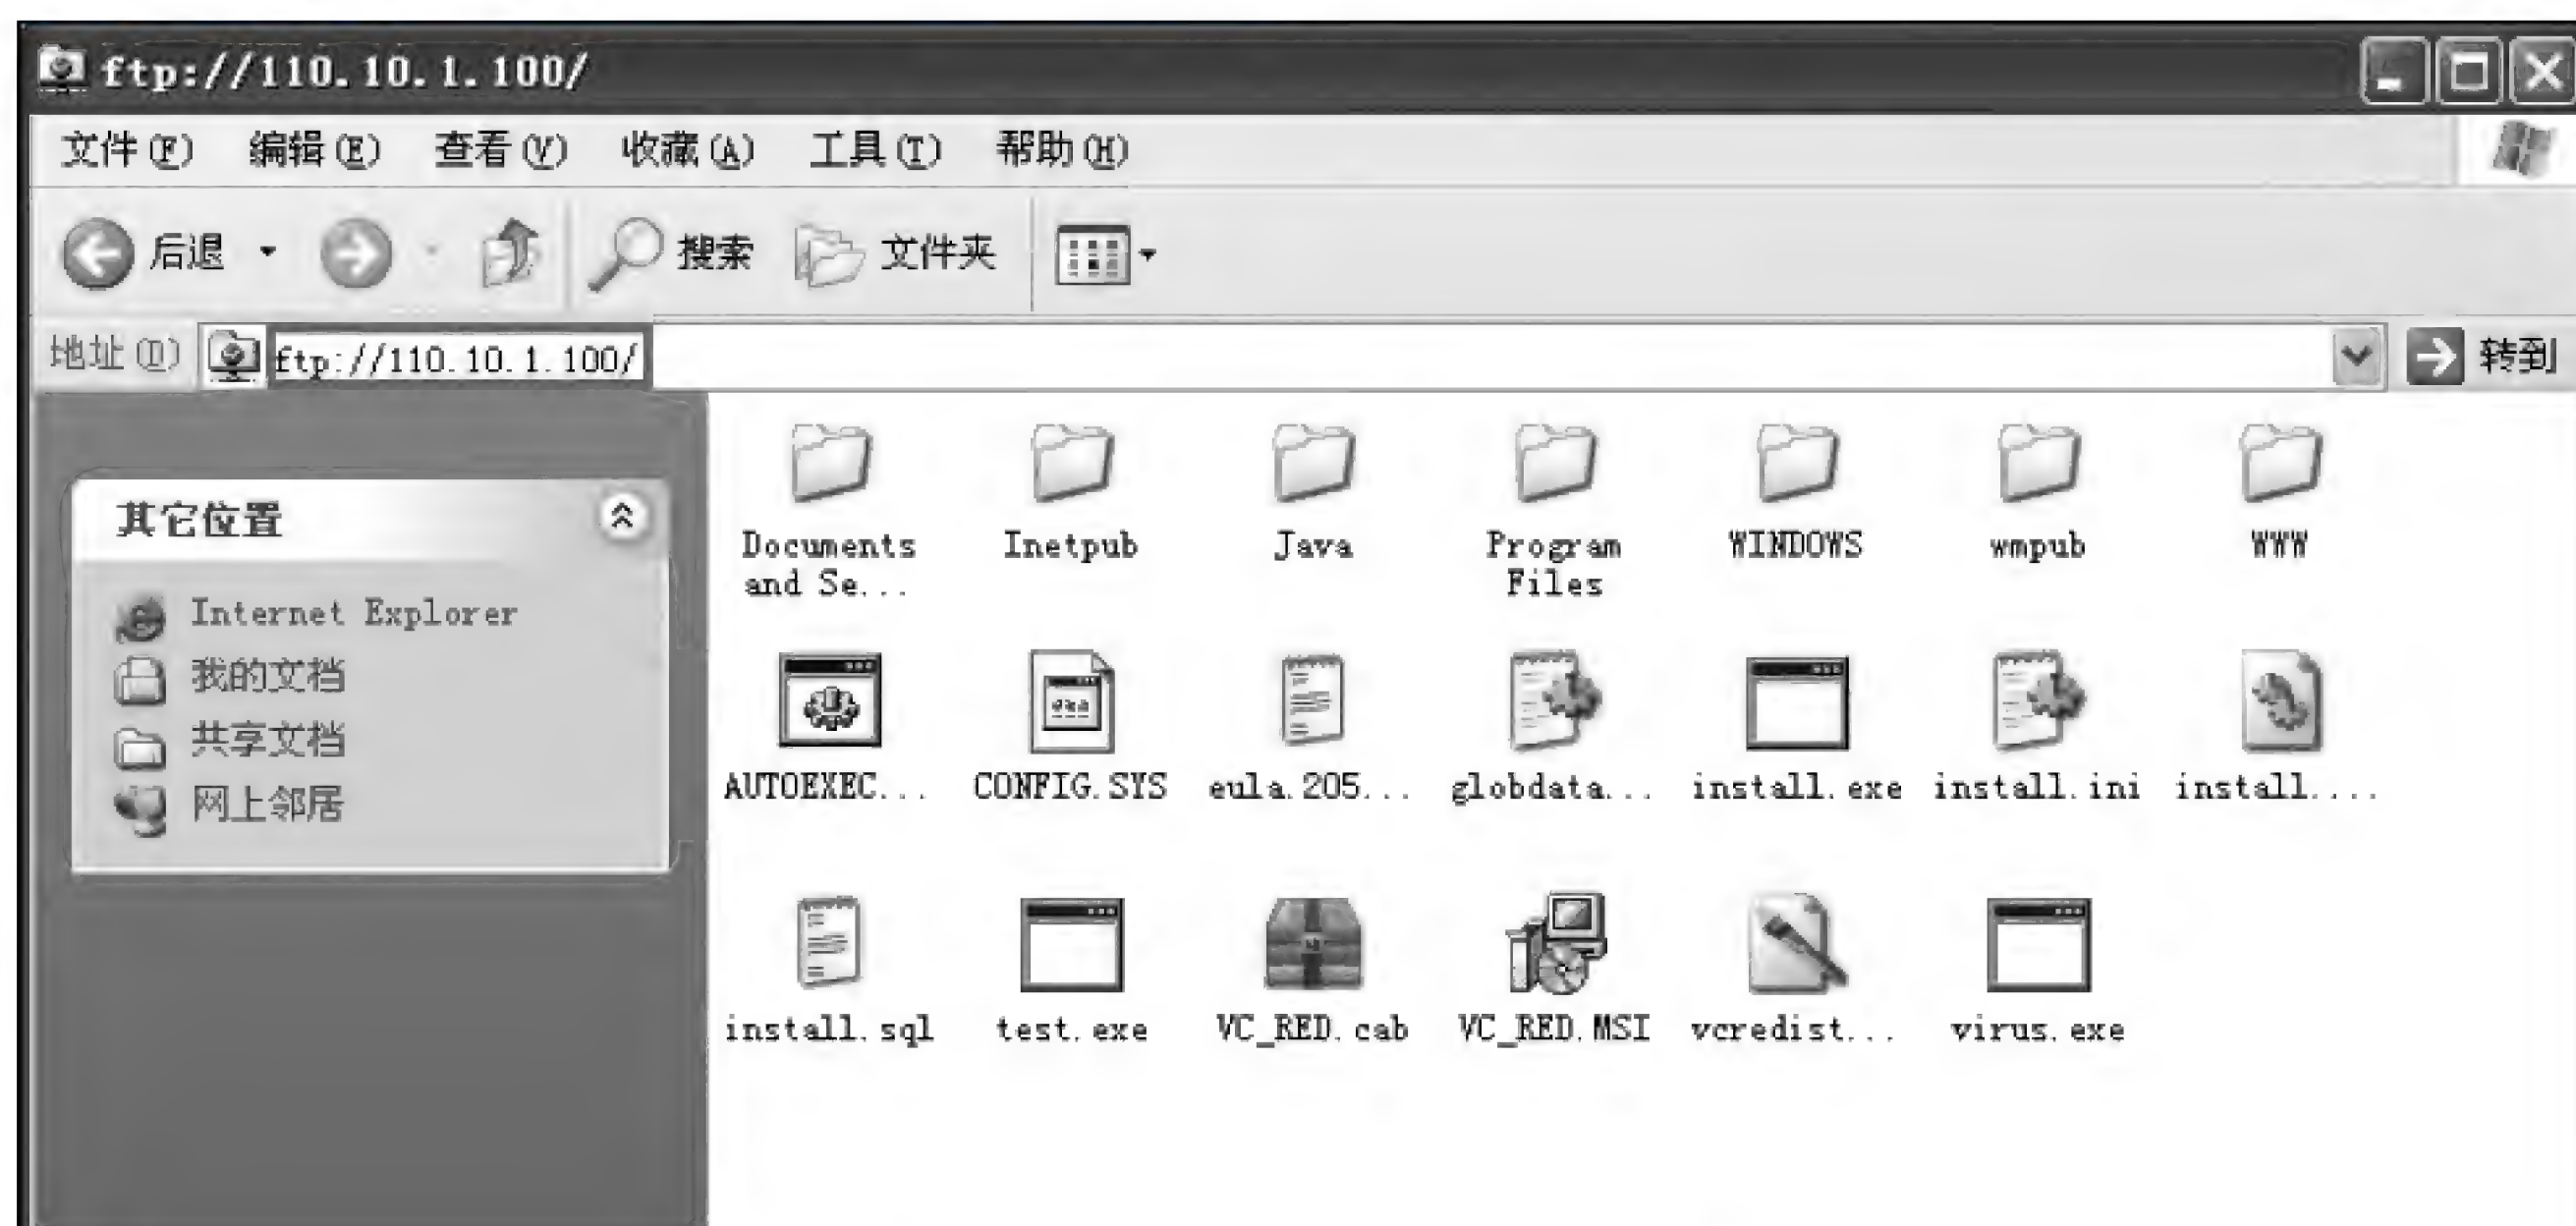 ftp://110.10.1.100/
文件(F) 编辑(E) 查看(V) 收藏(A) 工具(T) 帮助(H)
后退 搜索 文件夹
地址(D) ftp://110.10.1.100/ 转到
其它位置
Internet Explorer
我的文档
共享文档
网上邻居
Documents and Se... Inetpub Java Program Files WINDOWS wmpub WWW
AUTOEXEC... CONFIG.SYS eula.205... globdata... install.exe install.ini install....
install.sql test.exe VC_RED.cab VC_RED.MSI vcredist... virus.exe